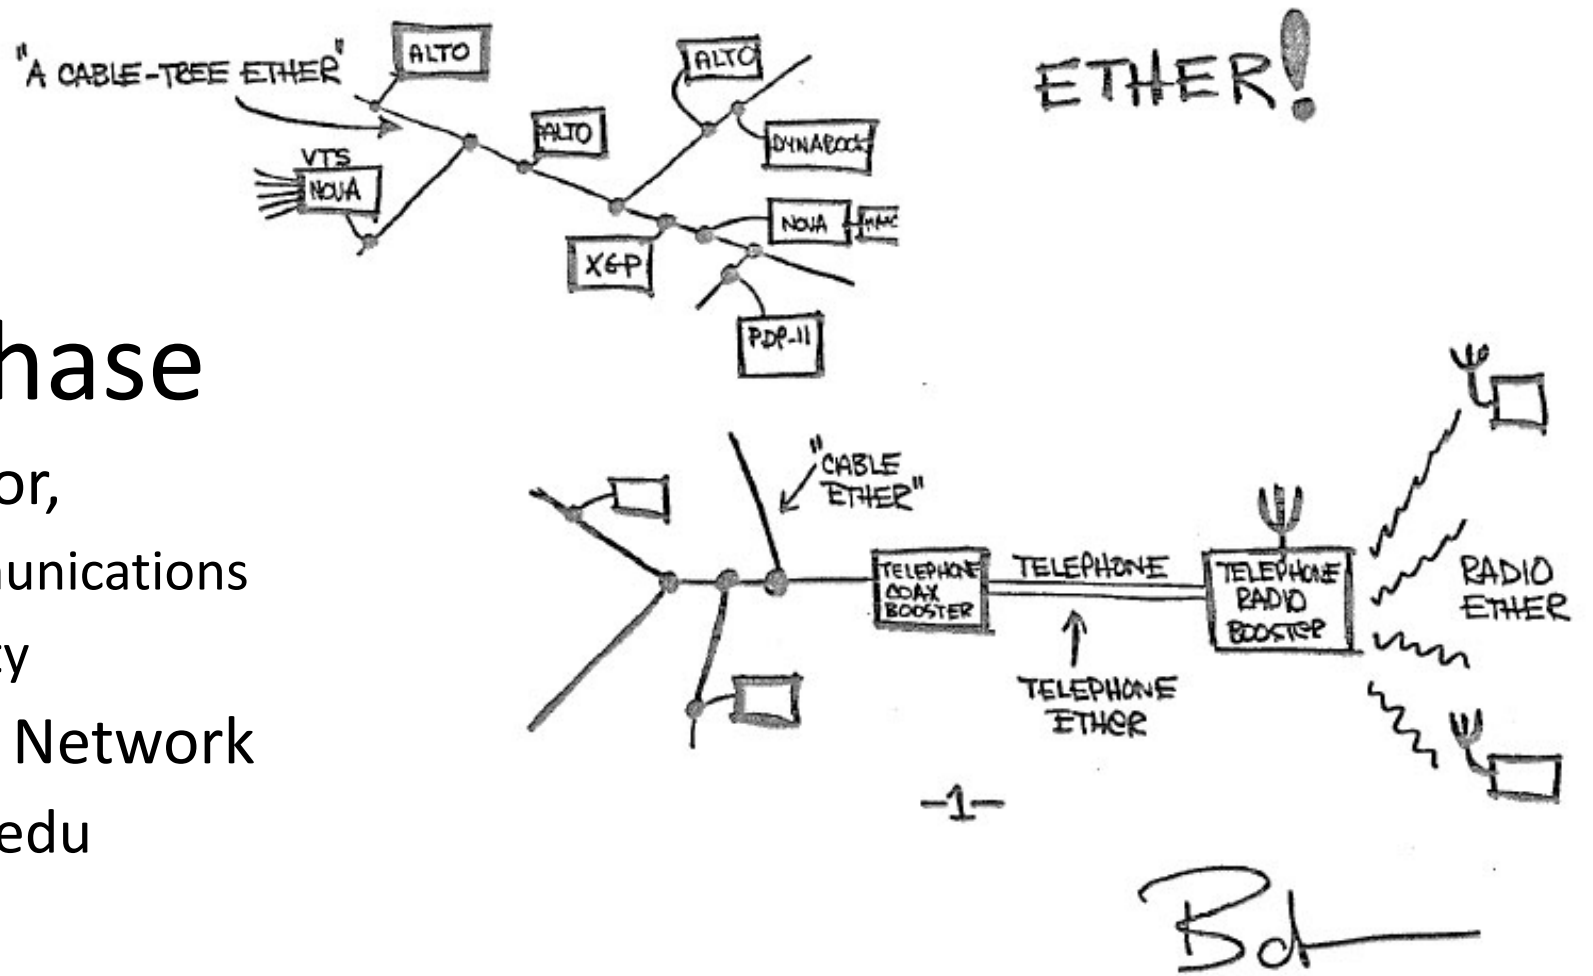 "A CABLE-TREE ETHER"
ALTO
ALTO
ETHER!
ALTO
DYNABOOK
VTS
NOVA
NOVA
XGP
PDP-11
hase
or,
"CABLE
ETHER"
unications
TELEPHONE
COAX
BOOSTER
TELEPHONE
TELEPHONE
RADIO
BOOSTER
RADIO
ETHER
ty
TELEPHONE
ETHER
Network
edu
-1-